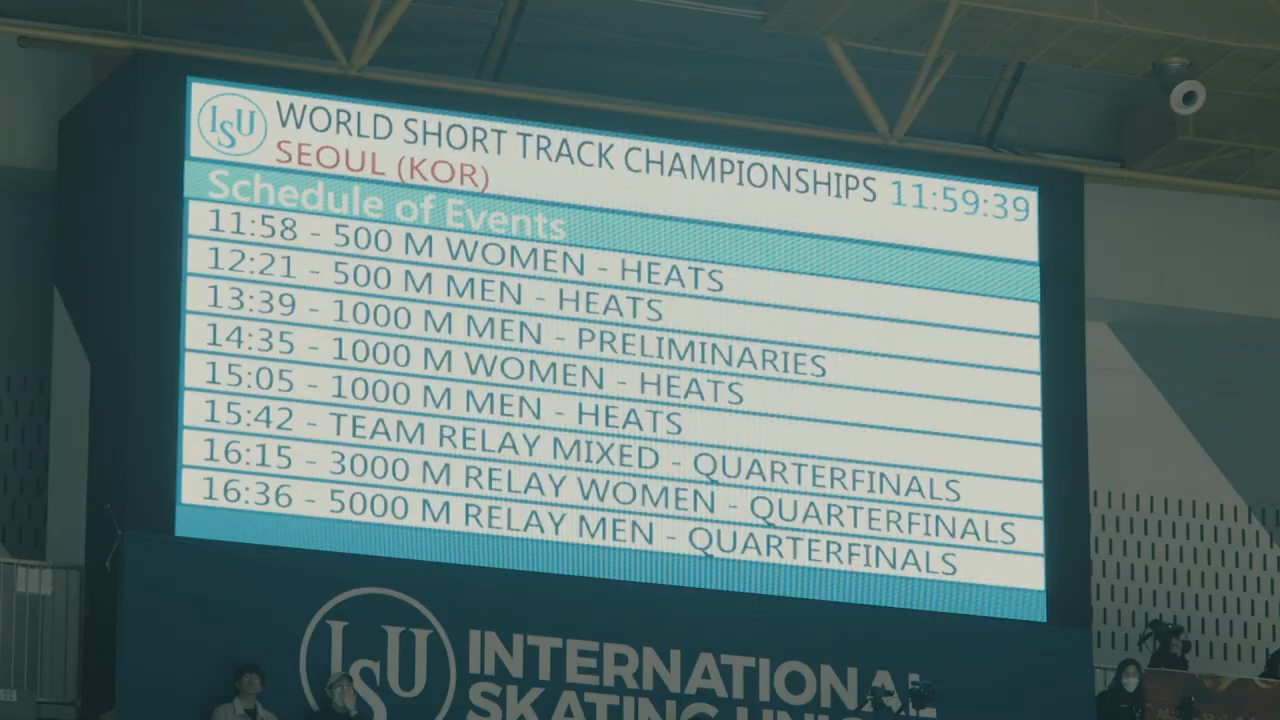 ISU
WORLD SHORT TRACK CHAMPIONSHIPS 11:59:39
SEOUL (KOR)
Schedule of Events
11:58 - 500 M WOMEN - HEATS
12:21 - 500 M MEN - HEATS
13:39 - 1000 M MEN - PRELIMINARIES
14:35 - 1000 M WOMEN - HEATS
15:05 - 1000 M MEN - HEATS
15:42 - TEAM RELAY MIXED - QUARTERFINALS
16:15 - 3000 M RELAY WOMEN - QUARTERFINALS
16:36 - 5000 M RELAY MEN - QUARTERFINALS
ISU
INTERNATIONAL
SKATING UNION